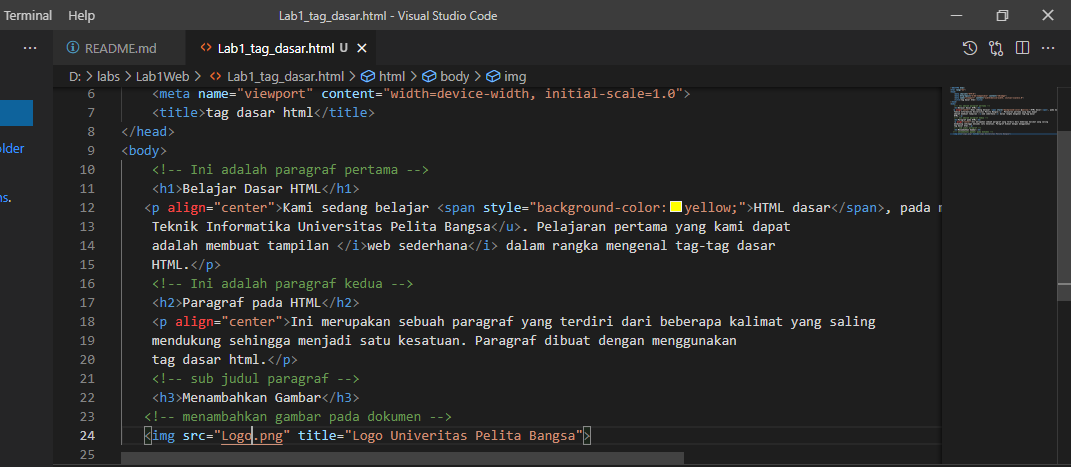 Terminal Help Lab1_tag_dasar.html - Visual Studio Code
README.md Lab1_tag_dasar.html U
D: > labs > Lab1Web > Lab1_tag_dasar.html > html > body > img
6 <meta name="viewport" content="width=device-width, initial-scale=1.0">
7 <title>tag dasar html</title>
8 </head>
9 <body>
10 <!-- Ini adalah paragraf pertama -->
11 <h1>Belajar Dasar HTML</h1>
12 <p align="center">Kami sedang belajar <span style="background-color:yellow;">HTML dasar</span>, pada
13 Teknik Informatika Universitas Pelita Bangsa</u>. Pelajaran pertama yang kami dapat
14 adalah membuat tampilan </i>web sederhana</i> dalam rangka mengenal tag-tag dasar
15 HTML.</p>
16 <!-- Ini adalah paragraf kedua -->
17 <h2>Paragraf pada HTML</h2>
18 <p align="center">Ini merupakan sebuah paragraf yang terdiri dari beberapa kalimat yang saling
19 mendukung sehingga menjadi satu kesatuan. Paragraf dibuat dengan menggunakan
20 tag dasar html.</p>
21 <!-- sub judul paragraf -->
22 <h3>Menambahkan Gambar</h3>
23 <!-- menambahkan gambar pada dokumen -->
24 <img src="Logo.png" title="Logo Univeritas Pelita Bangsa">
25
older
ns.